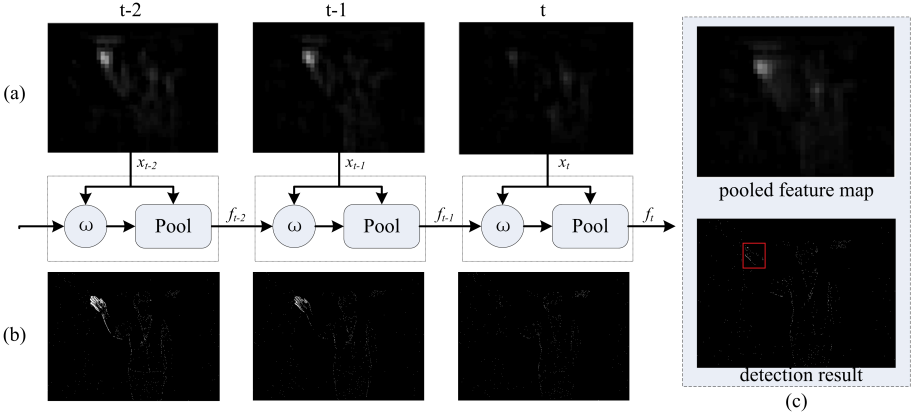 t-2 t-1 t
(a)
x_{t-2} x_{t-1} x_t
ω Pool f_{t-2} ω Pool f_{t-1} ω Pool f_t
(b)
pooled feature map
detection result
(c)